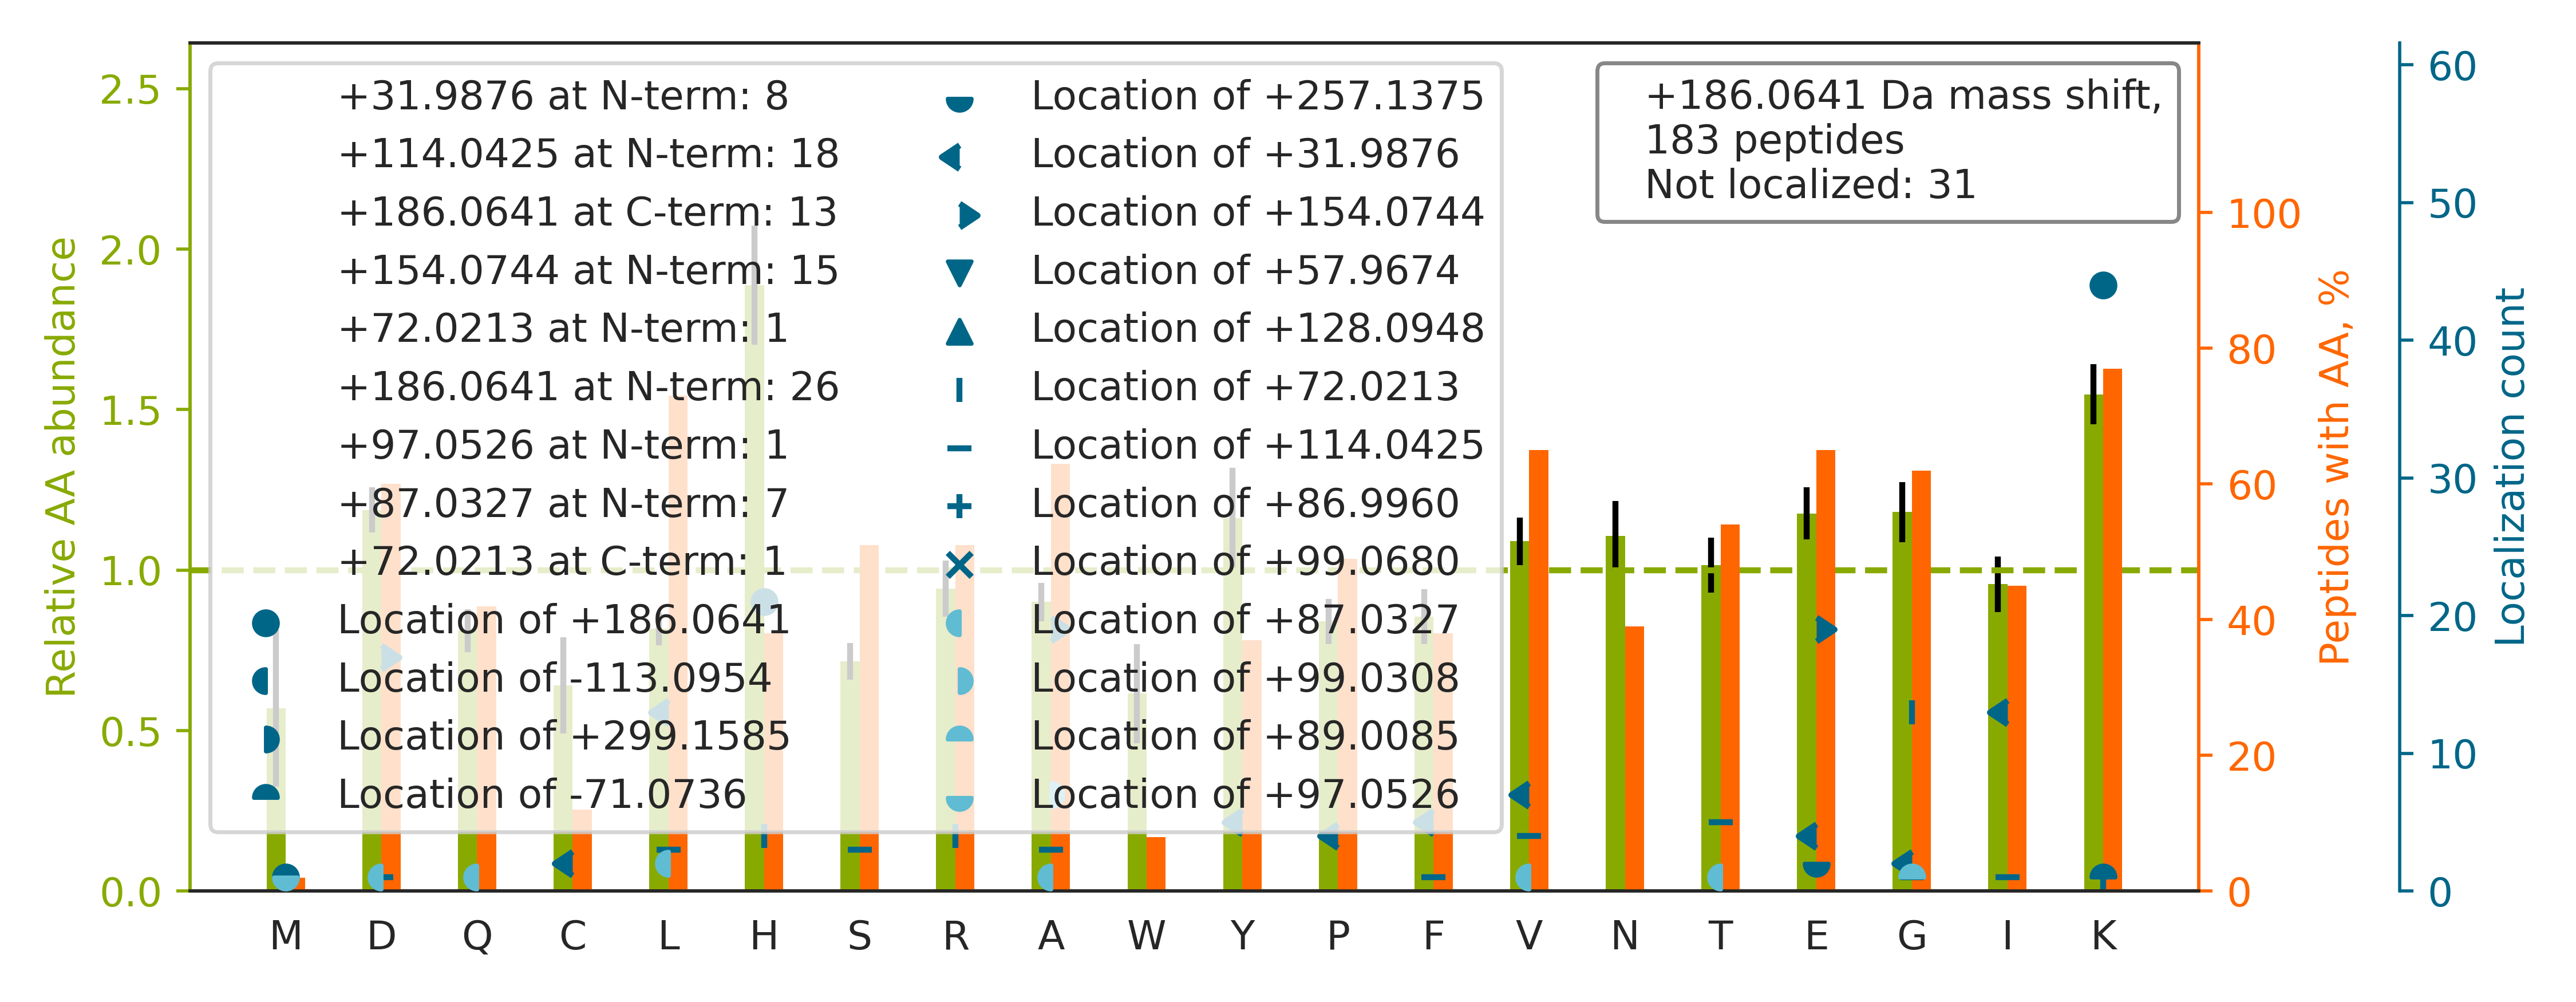 Relative AA abundance
2.5
2.0
1.5
1.0
0.5
0.0
+31.9876 at N-term: 8
+114.0425 at N-term: 18
+186.0641 at C-term: 13
+154.0744 at N-term: 15
+72.0213 at N-term: 1
+186.0641 at N-term: 26
+97.0526 at N-term: 1
+87.0327 at N-term: 7
+72.0213 at C-term: 1
Location of +186.0641
Location of -113.0954
Location of +299.1585
Location of -71.0736
Location of +257.1375
Location of +31.9876
Location of +154.0744
Location of +57.9674
Location of +128.0948
Location of +72.0213
Location of +114.0425
Location of +86.9960
Location of +99.0680
Location of +87.0327
Location of +99.0308
Location of +89.0085
Location of +97.0526
+186.0641 Da mass shift,
183 peptides
Not localized: 31
100
80
60
40
20
0
Peptides with AA, %
60
50
40
30
20
10
0
Localization count
M D Q C L H S R A W Y P F V N T E G I K